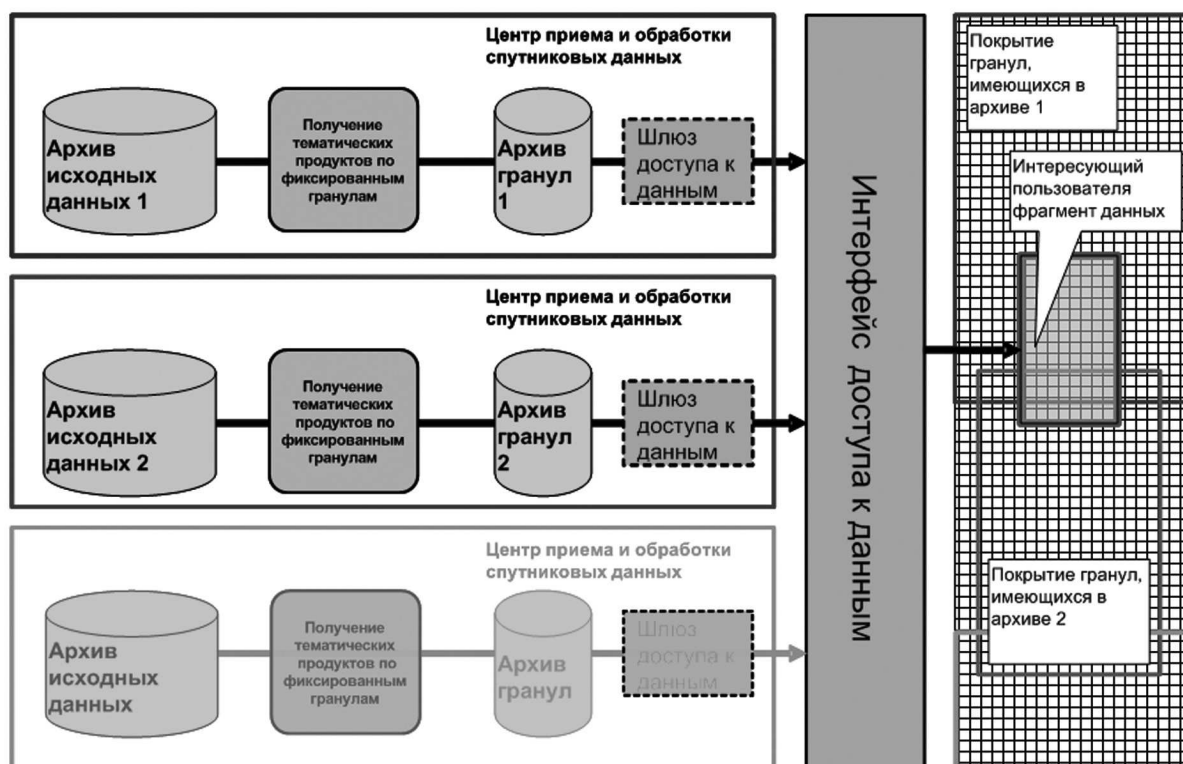 Центр приема и обработки
спутниковых данных
Архив
исходных
данных 1
Получение
тематических
продуктов по
фиксированным
гранулам
Архив
гранул
1
Шлюз
доступа к
данным
Центр приема и обработки
спутниковых данных
Архив
исходных
данных 2
Получение
тематических
продуктов по
фиксированным
гранулам
Архив
гранул
2
Шлюз
доступа к
данным
Центр приема и обработки
спутниковых данных
Архив
исходных
данных
Получение
тематических
продуктов по
фиксированным
гранулам
Архив
гранул
Шлюз
доступа к
данным
Интерфейс доступа к данным
Покрытие
гранул,
имеющихся в
архиве 1
Интересующий
пользователя
фрагмент данных
Покрытие гранул,
имеющихся в
архиве 2